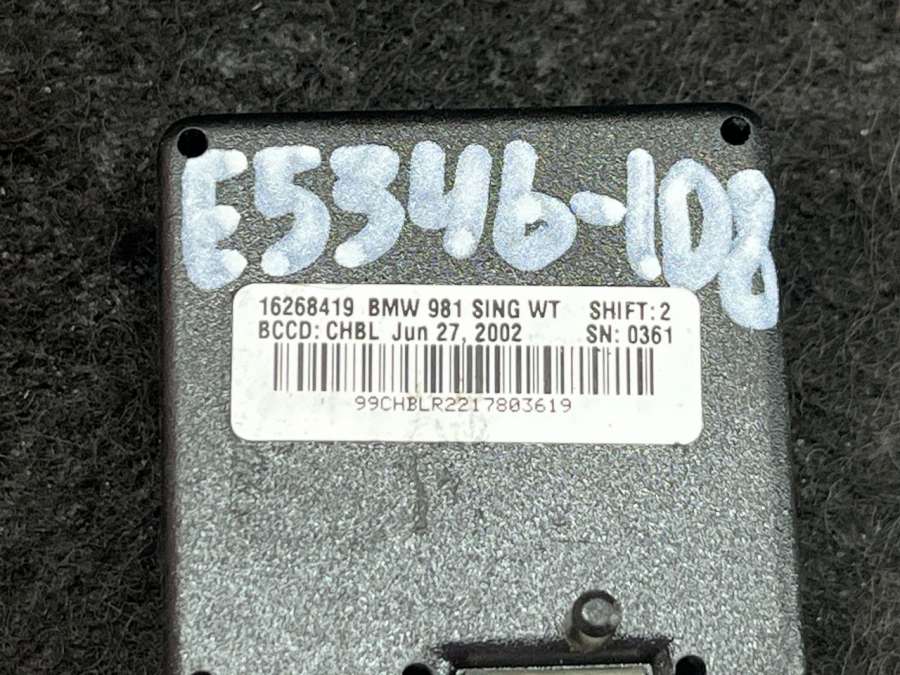 E5346-108
16268419 BMW 981 SING WT SHIFT: 2
BCCD: CHBL Jun 27, 2002 SN: 0361
99CHBLR2217803619